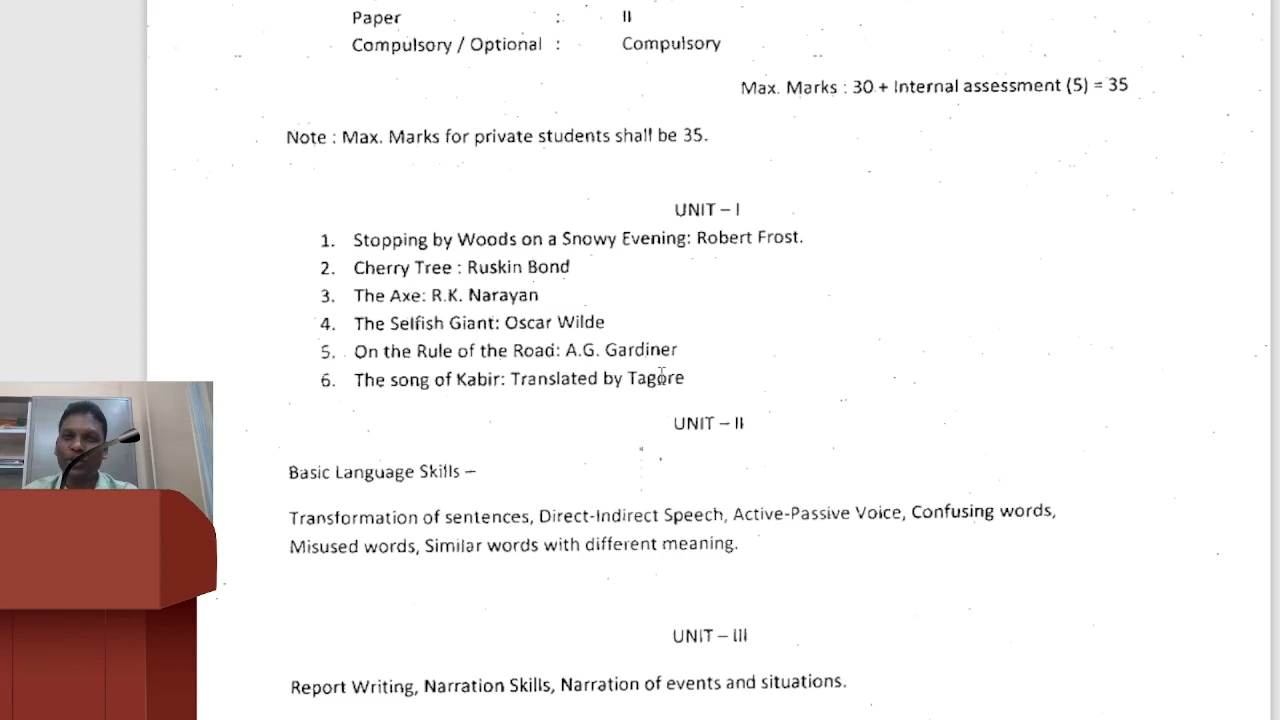 Paper : II
Compulsory / Optional : Compulsory
Max. Marks : 30 + Internal assessment (5) = 35
Note : Max. Marks for private students shall be 35.
UNIT – I
1. Stopping by Woods on a Snowy Evening: Robert Frost.
2. Cherry Tree : Ruskin Bond
3. The Axe: R.K. Narayan
4. The Selfish Giant: Oscar Wilde
5. On the Rule of the Road: A.G. Gardiner
6. The song of Kabir: Translated by Tagore
UNIT – II
Basic Language Skills –
Transformation of sentences, Direct-Indirect Speech, Active-Passive Voice, Confusing words,
Misused words, Similar words with different meaning.
UNIT – III
Report Writing, Narration Skills, Narration of events and situations.